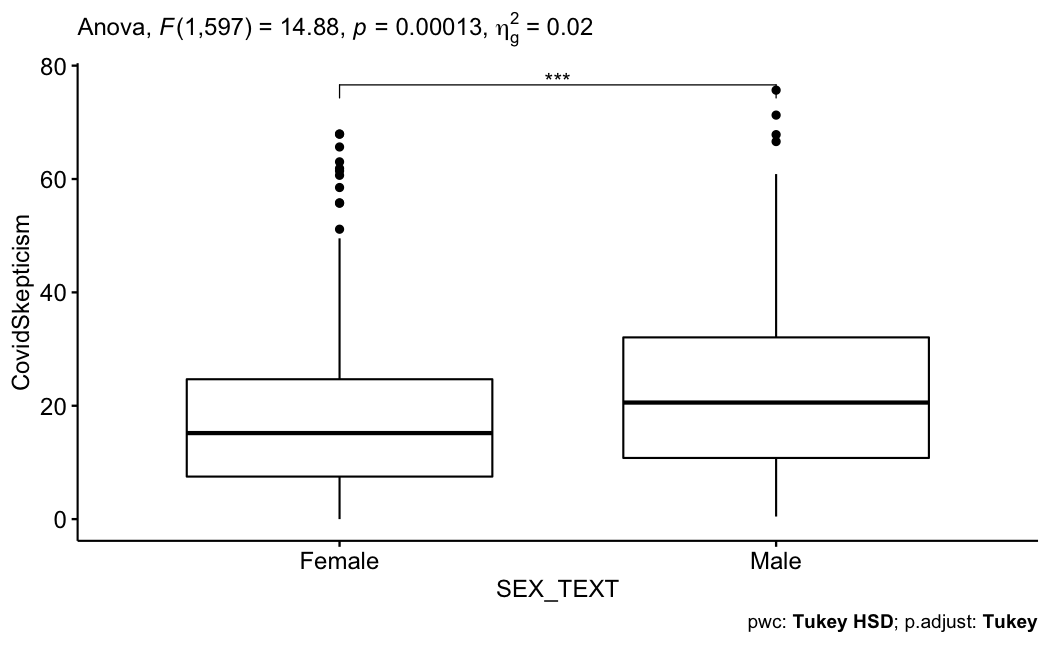 Anova, F(1,597) = 14.88, p = 0.00013, η²g = 0.02
80
***
60
40
20
0
CovidSkepticism
Female
Male
SEX_TEXT
pwc: Tukey HSD; p.adjust: Tukey